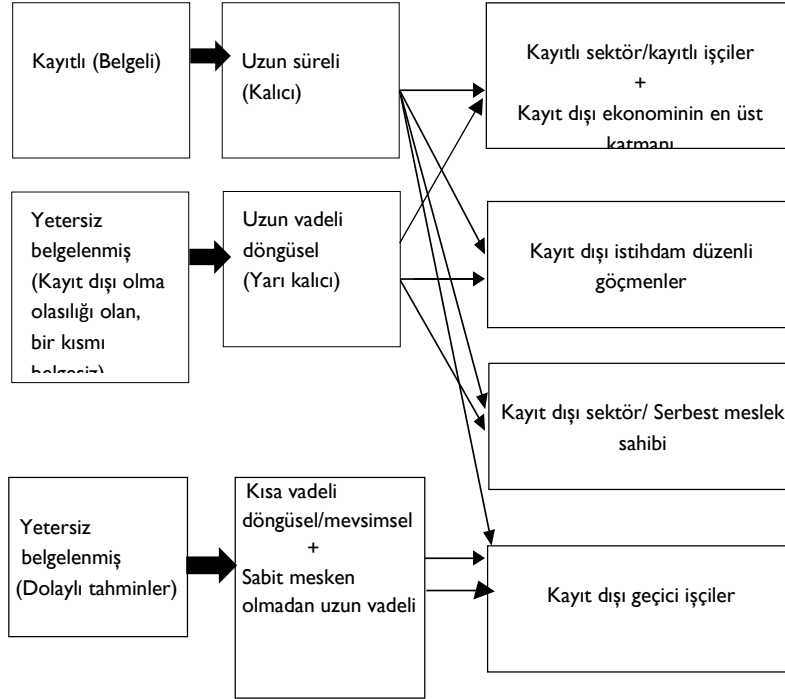 Kayıtlı (Belgeli)
Uzun süreli
(Kalıcı)
Kayıtlı sektör/kayıtlı işçiler
+
Kayıt dışı ekonominin en üst
katmanı
Yetersiz
belgelenmiş
(Kayıt dışı olma
olasılığı olan,
bir kısmı
belgesiz)
Uzun vadeli
döngüsel
(Yarı kalıcı)
Kayıt dışı istihdam düzenli
göçmenler
Kayıt dışı sektör/ Serbest meslek
sahibi
Yetersiz
belgelenmiş
(Dolaylı tahminler)
Kısa vadeli
döngüsel/mevsimsel
+
Sabit mesken
olmadan uzun vadeli
Kayıt dışı geçici işçiler